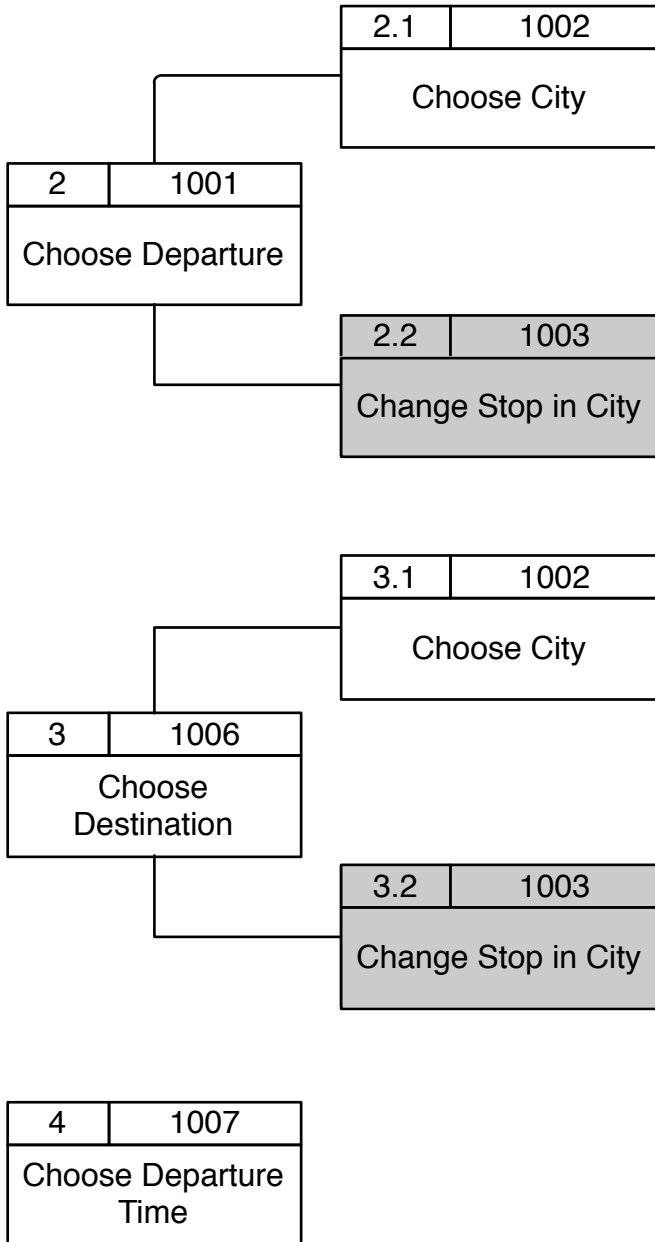 2.1 1002
Choose City
2 1001
Choose Departure
2.2 1003
Change Stop in City
3.1 1002
Choose City
3 1006
Choose
Destination
3.2 1003
Change Stop in City
4 1007
Choose Departure
Time